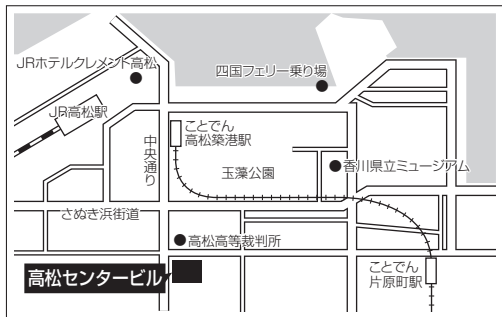 JRホテルクレメント高松
四国フェリー乗り場
JR高松駅
ことでん
高松築港駅
中央通り
玉藻公園
香川県立ミュージアム
さぬき浜街道
高松高等裁判所
高松センタービル
ことでん
片原町駅